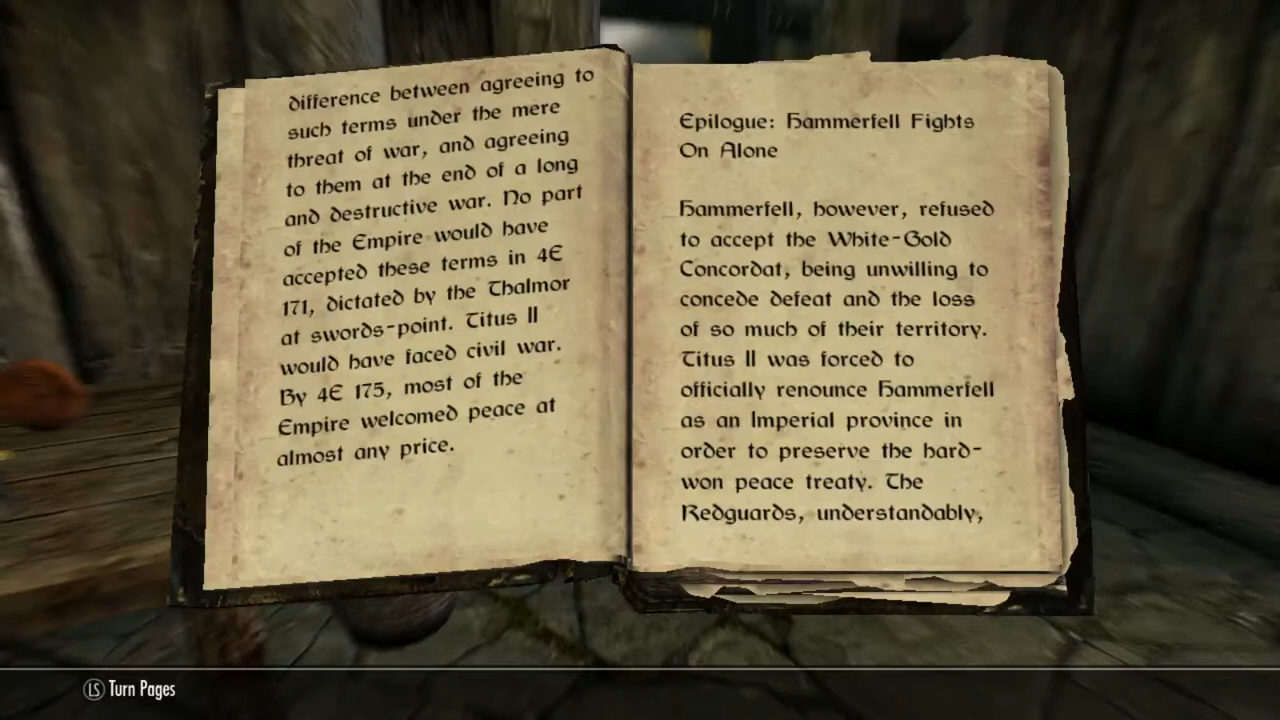 difference between agreeing to
such terms under the mere
threat of war, and agreeing
to them at the end of a long
and destructive war. No part
of the Empire would have
accepted these terms in 4E
171, dictated by the Thalmor
at swords-point. Titus II
would have faced civil war.
By 4E 175, most of the
Empire welcomed peace at
almost any price.
Epilogue: Hammerfell Fights
On Alone
Hammerfell, however, refused
to accept the White-Gold
Concordat, being unwilling to
concede defeat and the loss
of so much of their territory.
Titus II was forced to
officially renounce Hammerfell
as an Imperial province in
order to preserve the hard-
won peace treaty. The
Redguards, understandably,
LS Turn Pages